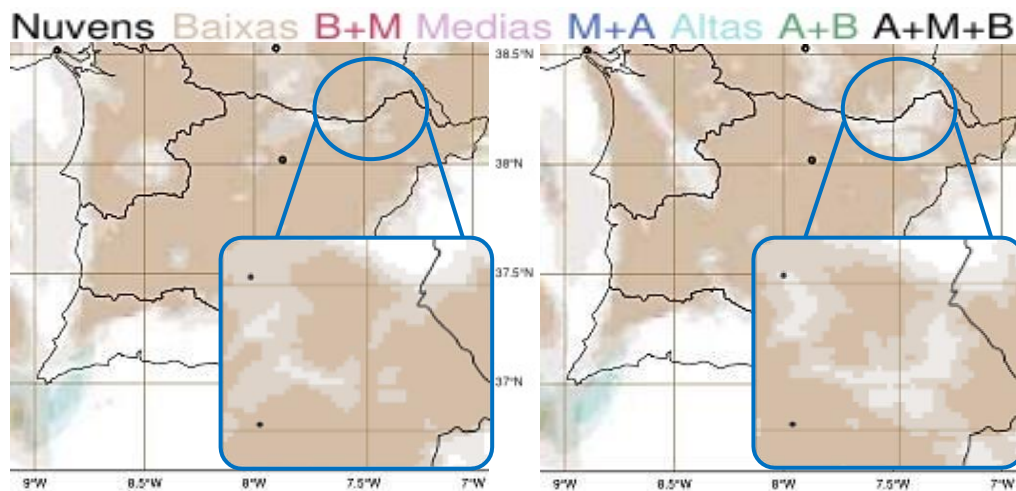 Nuvens Baixas B+M Medias M+A Altas A+B A+M+B
38.5°N
38°N
37.5°N
37°N
9°W 8.5°W 8°W 7.5°W 7°W 9°W 8.5°W 8°W 7.5°W 7°W